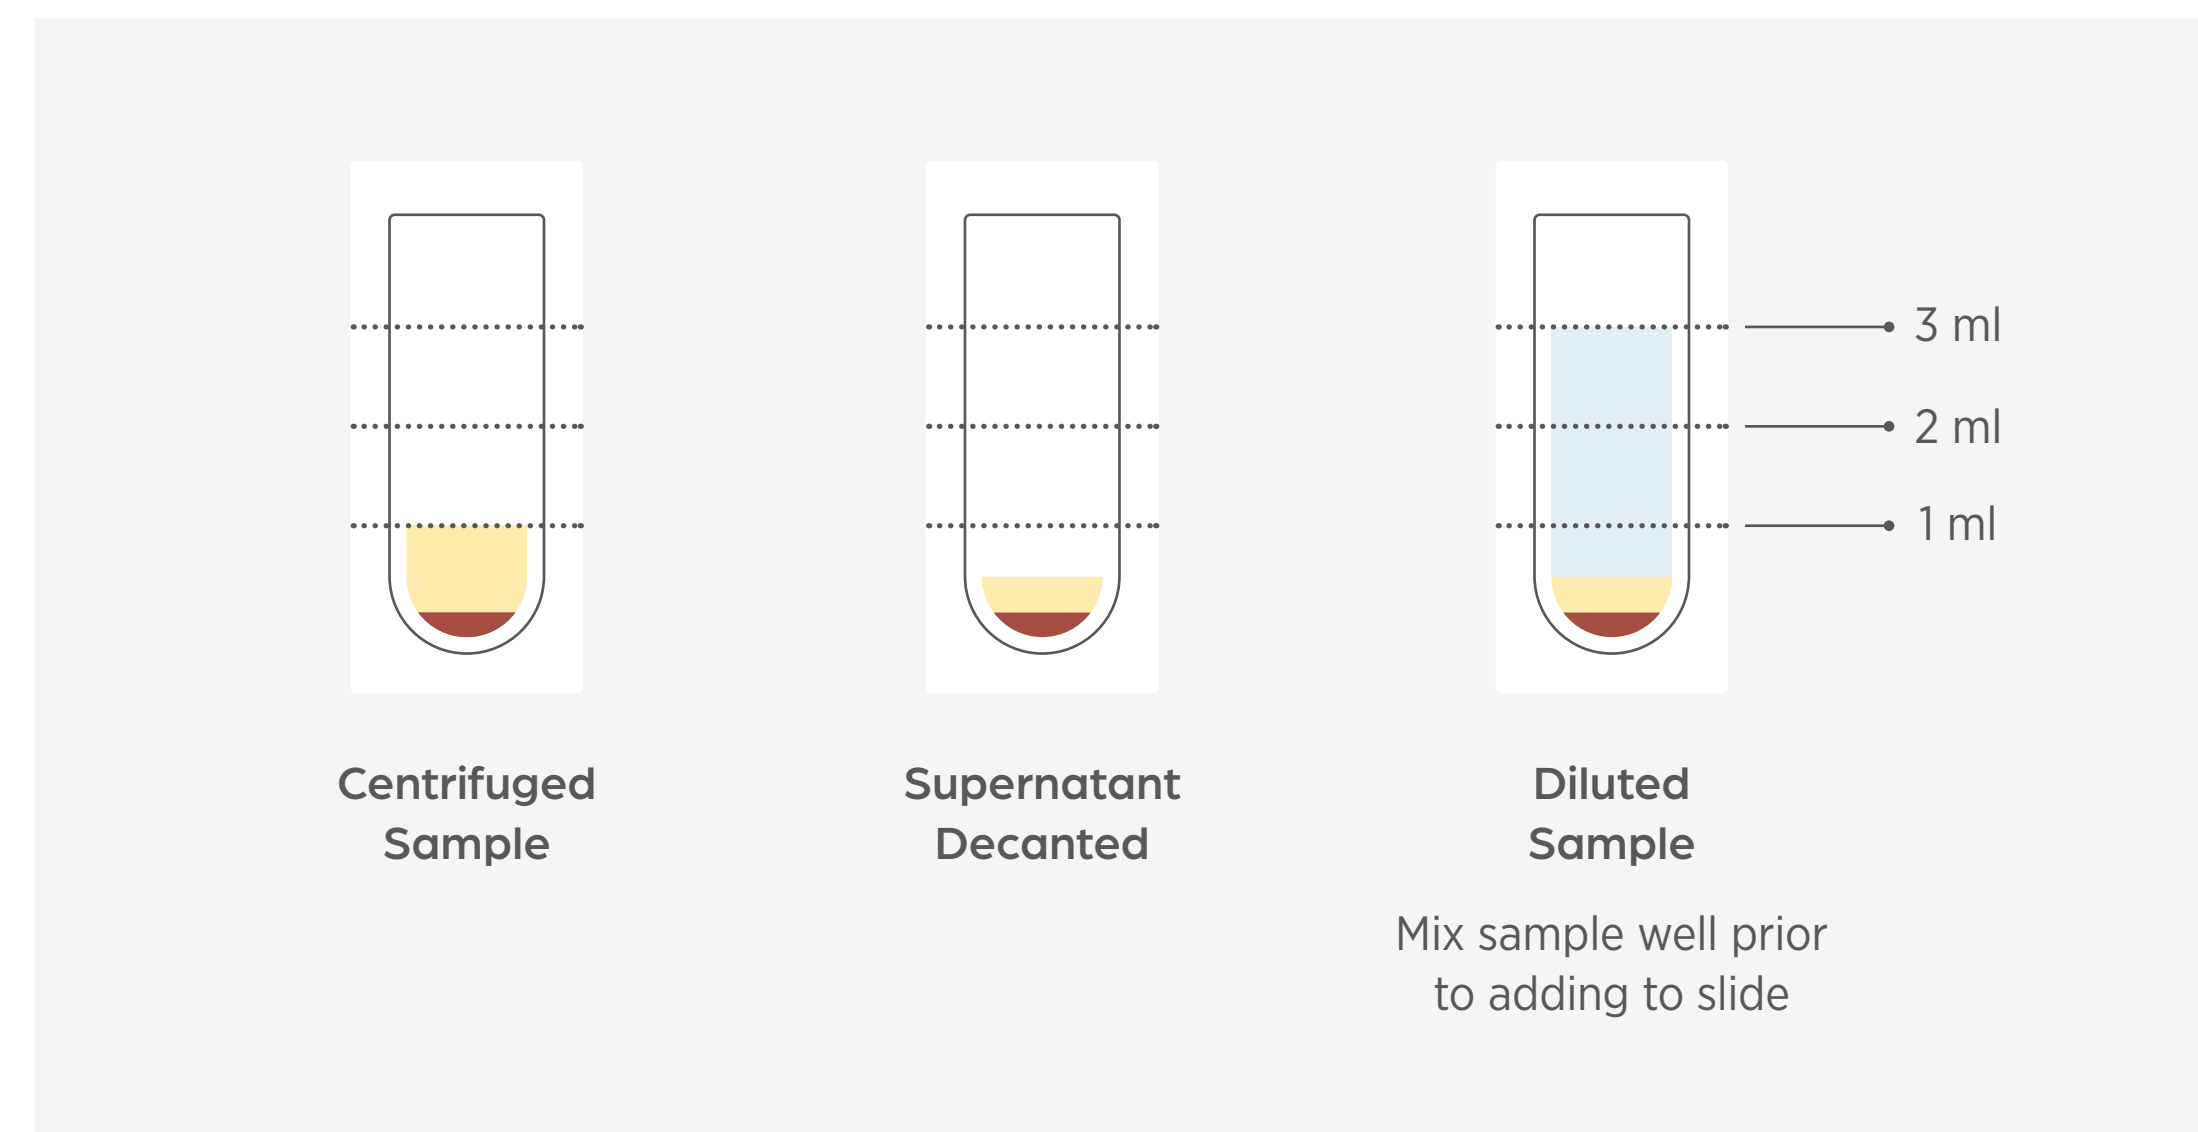 3 ml
2 ml
1 ml
Centrifuged
Sample
Supernatant
Decanted
Diluted
Sample
Mix sample well prior
to adding to slide